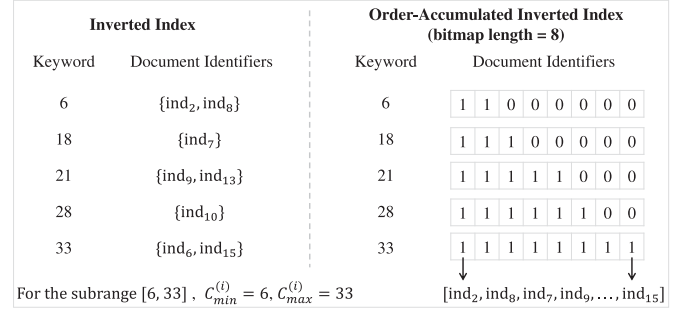 Inverted Index
Order-Accumulated Inverted Index
(bitmap length = 8)
Keyword Document Identifiers Keyword Document Identifiers
6 {ind₂, ind₈} 6 1 1 0 0 0 0 0 0
18 {ind₇} 18 1 1 1 0 0 0 0 0
21 {ind₉, ind₁₃} 21 1 1 1 1 1 0 0 0
28 {ind₁₀} 28 1 1 1 1 1 1 0 0
33 {ind₆, ind₁₅} 33 1 1 1 1 1 1 1 1
For the subrange [6, 33] , C_{min}^{(i)} = 6, C_{max}^{(i)} = 33 [ind₂, ind₈, ind₇, ind₉, …, ind₁₅]